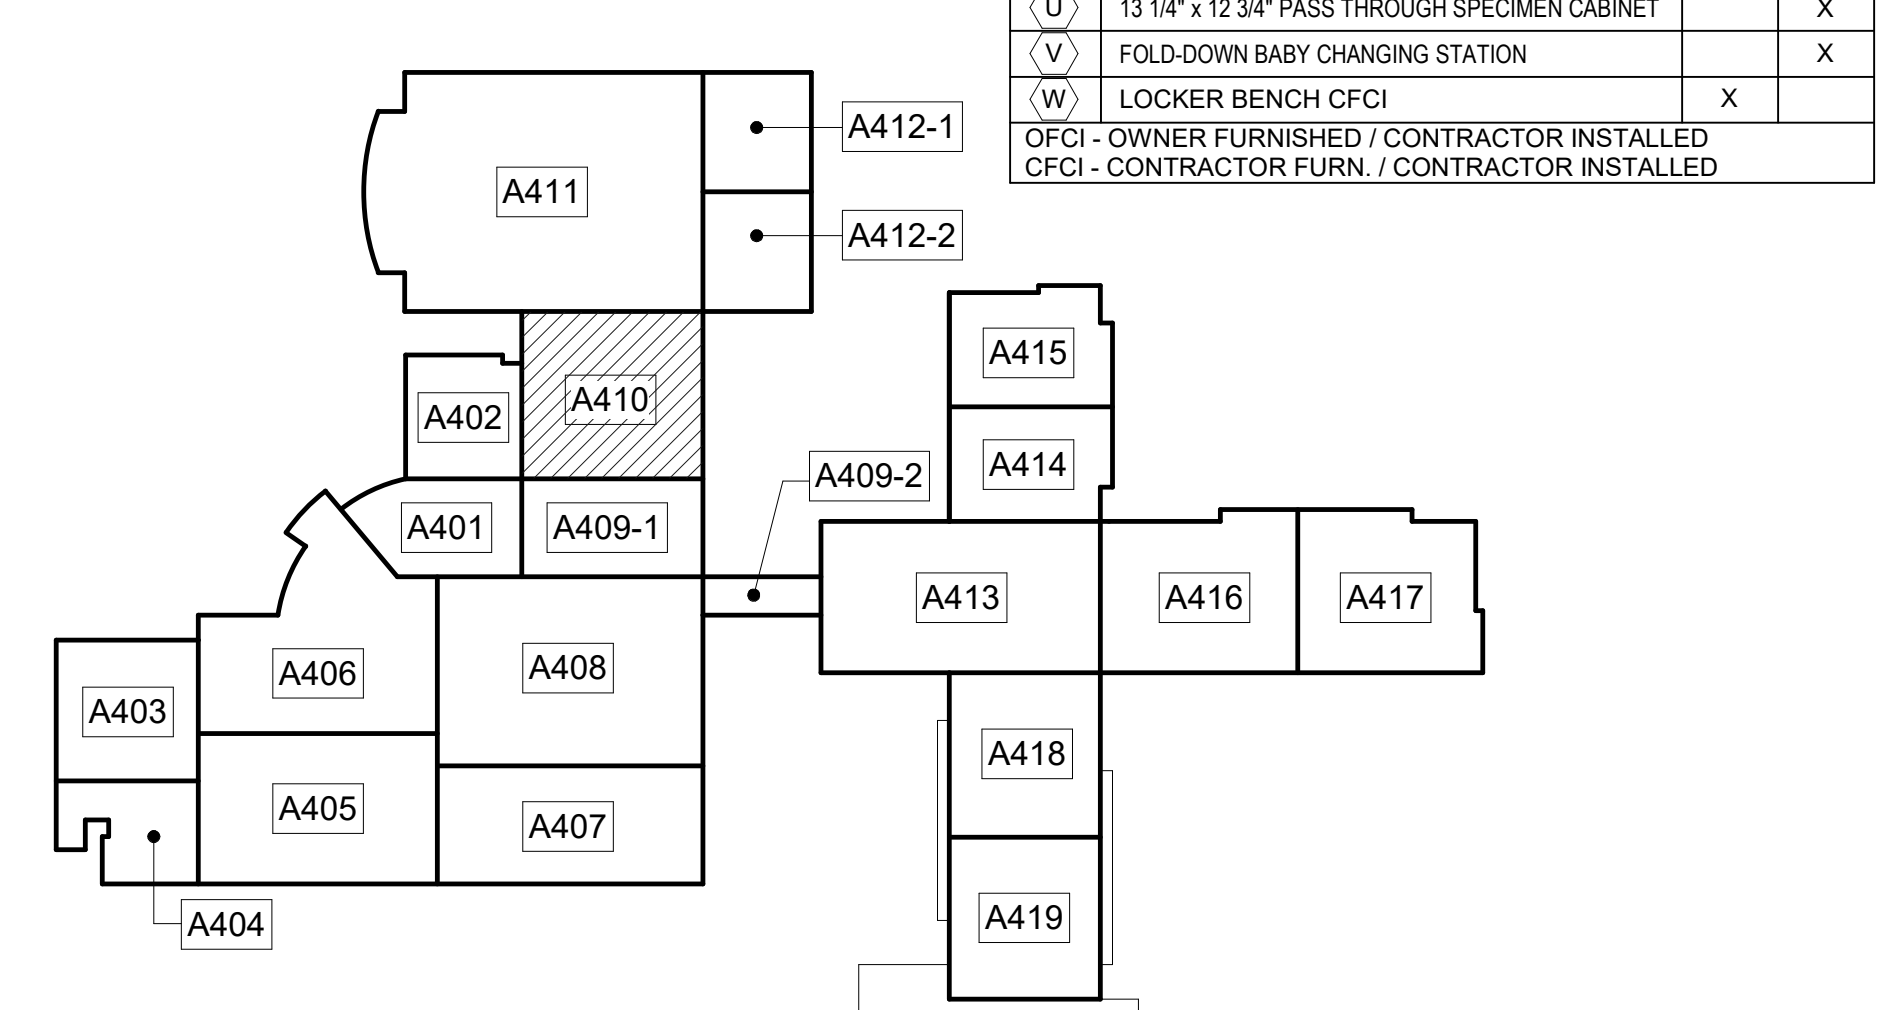 U 13 1/4" x 12 3/4" PASS THROUGH SPECIMEN CABINET X
V FOLD-DOWN BABY CHANGING STATION X
W LOCKER BENCH CFCI X
OFCI - OWNER FURNISHED / CONTRACTOR INSTALLED
CFCI - CONTRACTOR FURN. / CONTRACTOR INSTALLED
A412-1
A411
A412-2
A415
A410
A402
A414
A409-2
A401
A409-1
A413
A416
A417
A406
A408
A403
A418
A405
A407
A419
A404